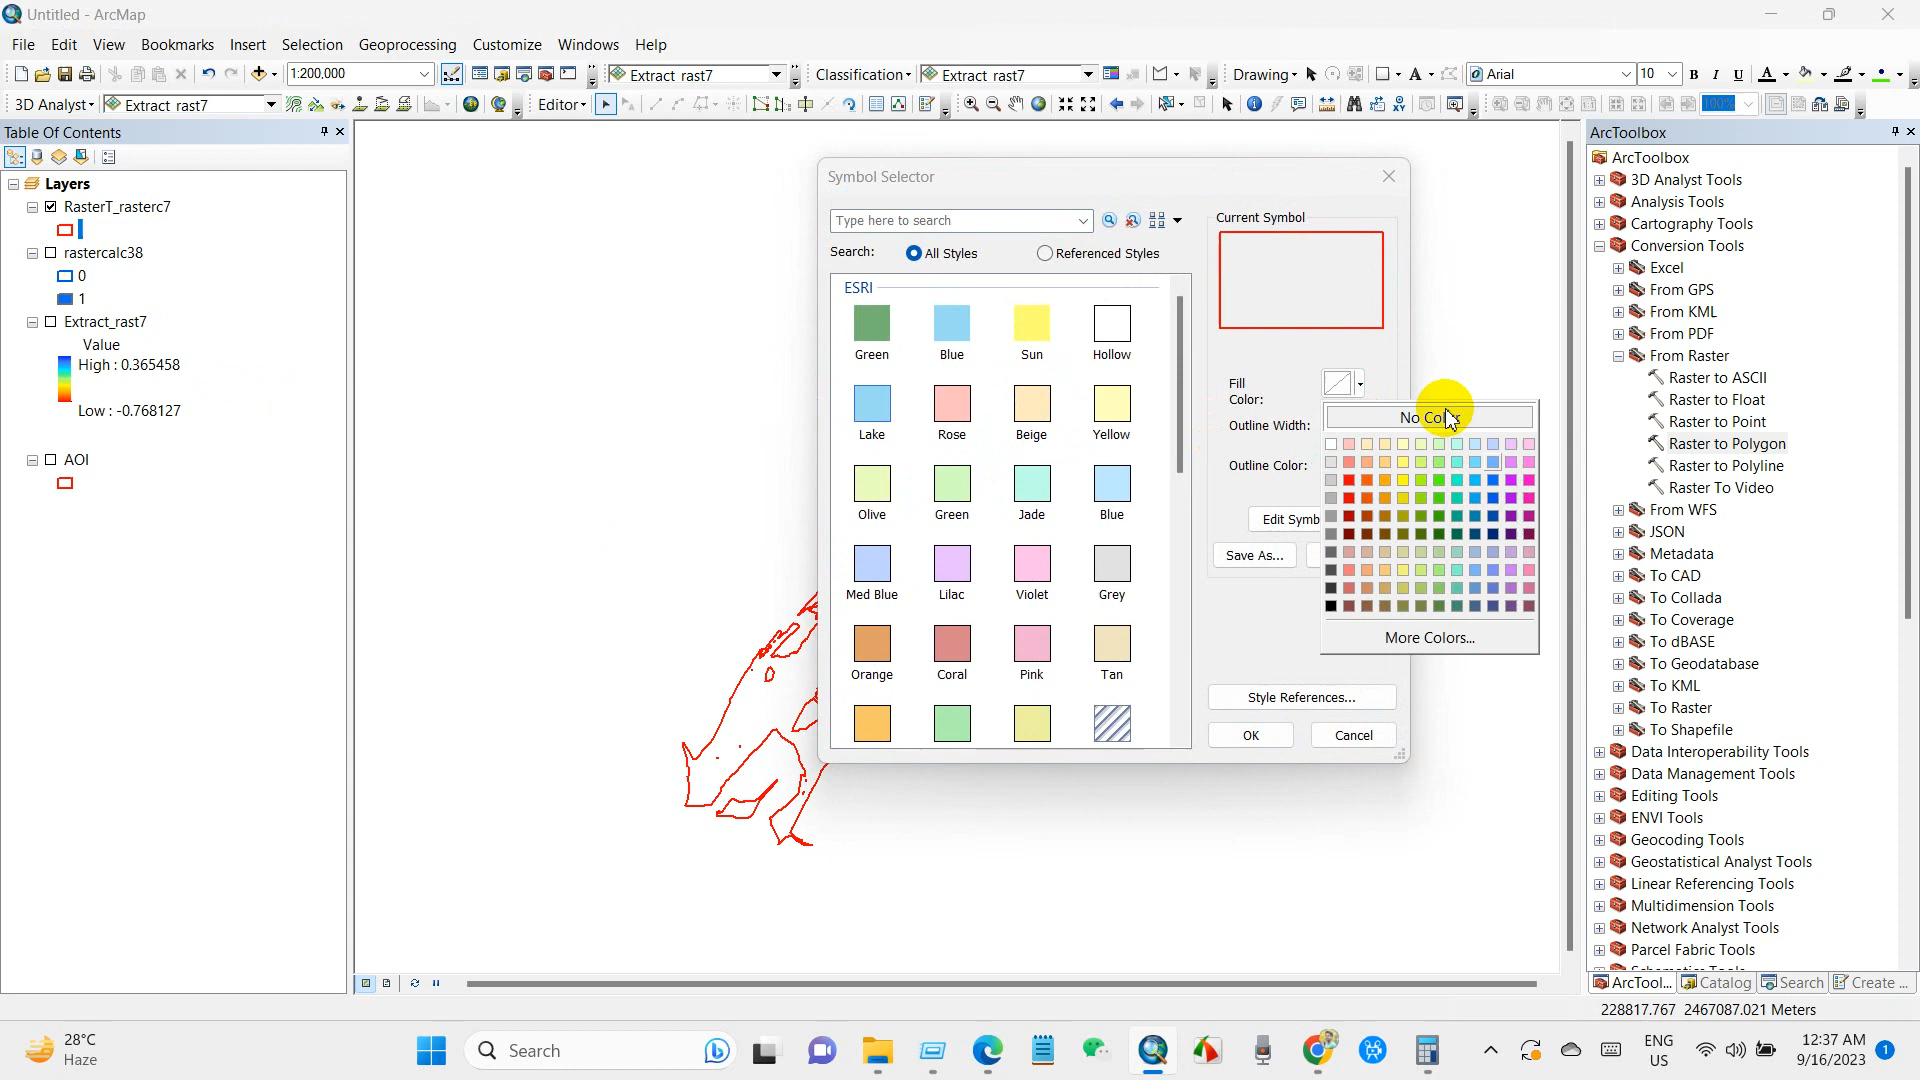 Untitled - ArcMap
File Edit View Bookmarks Insert Selection Geoprocessing Customize Windows Help
1:200,000 Extract rast7 Classification Extract rast7 Drawing A Arial 10 B I U A
3D Analyst Extract rast7 Editor 100%
Table Of Contents
Layers
RasterT_rasterc7
rastercalc38
0
1
Extract_rast7
Value
High : 0.365458
Low : -0.768127
AOI
Symbol Selector
Type here to search
Search: All Styles Referenced Styles
ESRI
Green Blue Sun Hollow
Lake Rose Beige Yellow
Olive Green Jade Blue
Med Blue Lilac Violet Grey
Orange Coral Pink Tan
Current Symbol
Fill
Color:
No Color
Outline Width:
Outline Color:
Edit Symb
Save As...
More Colors...
Style References...
OK Cancel
ArcToolbox
ArcToolbox
3D Analyst Tools
Analysis Tools
Cartography Tools
Conversion Tools
Excel
From GPS
From KML
From PDF
From Raster
Raster to ASCII
Raster to Float
Raster to Point
Raster to Polygon
Raster to Polyline
Raster To Video
From WFS
JSON
Metadata
To CAD
To Collada
To Coverage
To dBASE
To Geodatabase
To KML
To Raster
To Shapefile
Data Interoperability Tools
Data Management Tools
Editing Tools
ENVI Tools
Geocoding Tools
Geostatistical Analyst Tools
Linear Referencing Tools
Multidimension Tools
Network Analyst Tools
Parcel Fabric Tools
ArcTool... Catalog Search Create ...
228817.767 2467087.021 Meters
28°C
Haze
Search
ENG
US
12:37 AM
9/16/2023
1